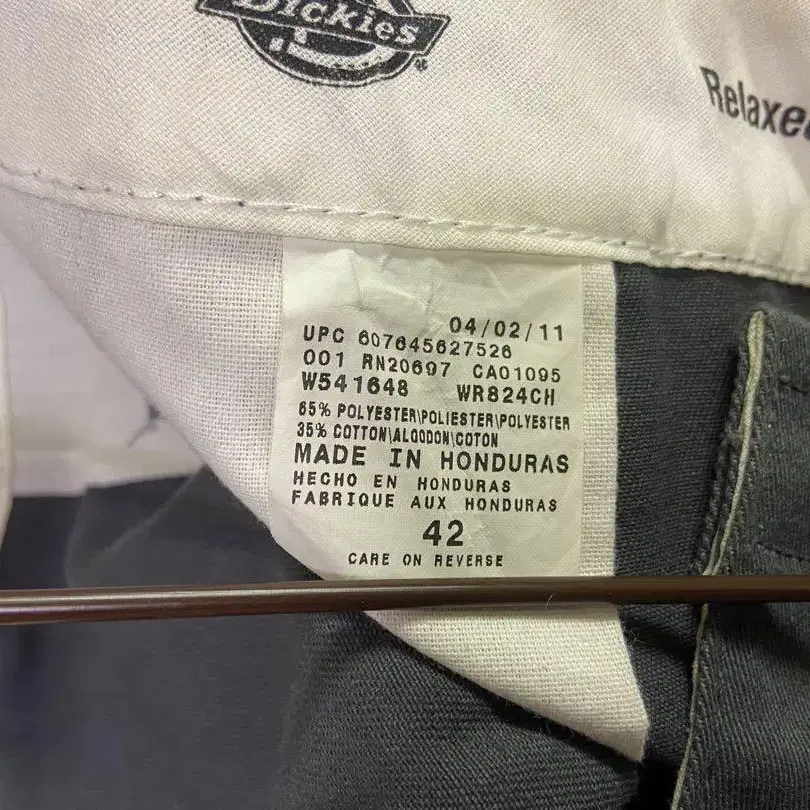 Dickies
®
Relaxed
04/02/11
UPC 607645627526
001 RN20697 CA01095
W541648 WR824CH
65% POLYESTER\POLIESTER\POLYESTER
35% COTTON\ALGODON\COTON
MADE IN HONDURAS
HECHO EN HONDURAS
FABRIQUE AUX HONDURAS
42
CARE ON REVERSE